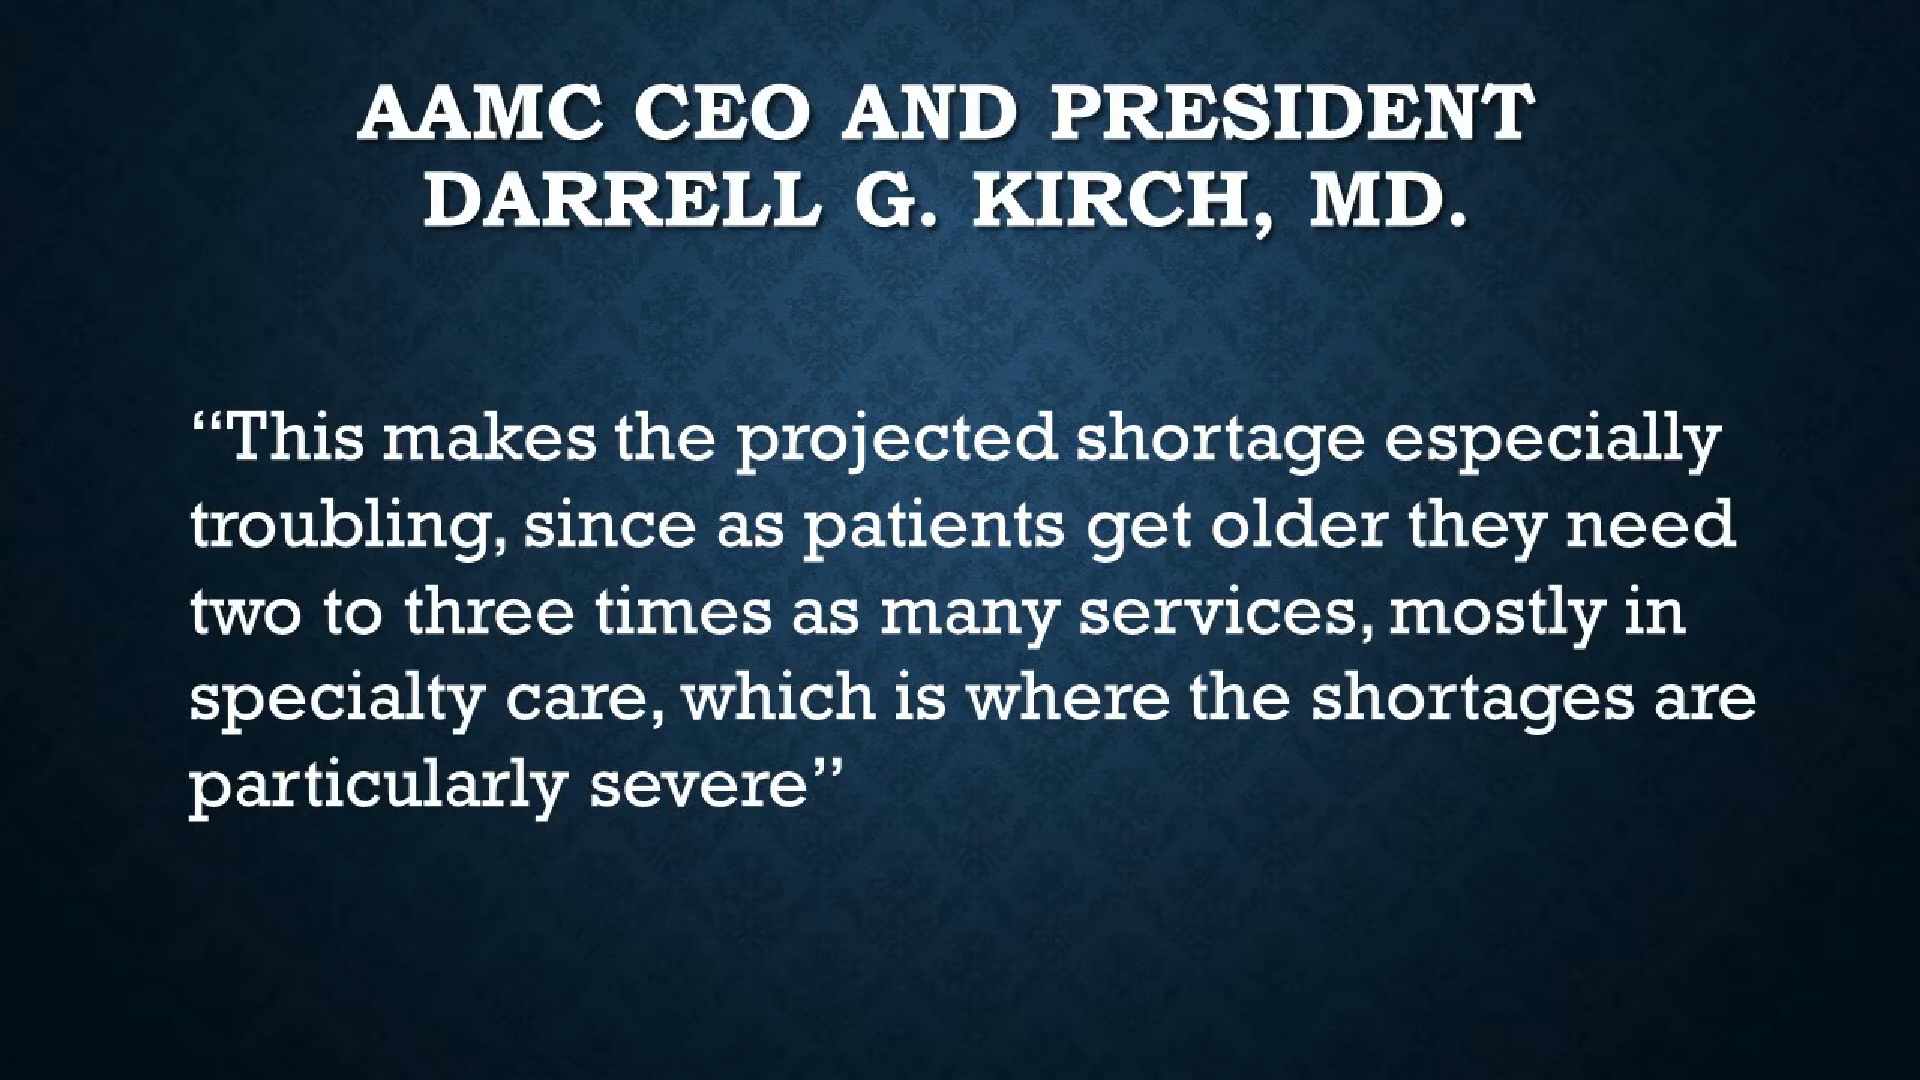 AAMC CEO AND PRESIDENT
DARRELL G. KIRCH, MD.
“This makes the projected shortage especially
troubling, since as patients get older they need
two to three times as many services, mostly in
specialty care, which is where the shortages are
particularly severe”